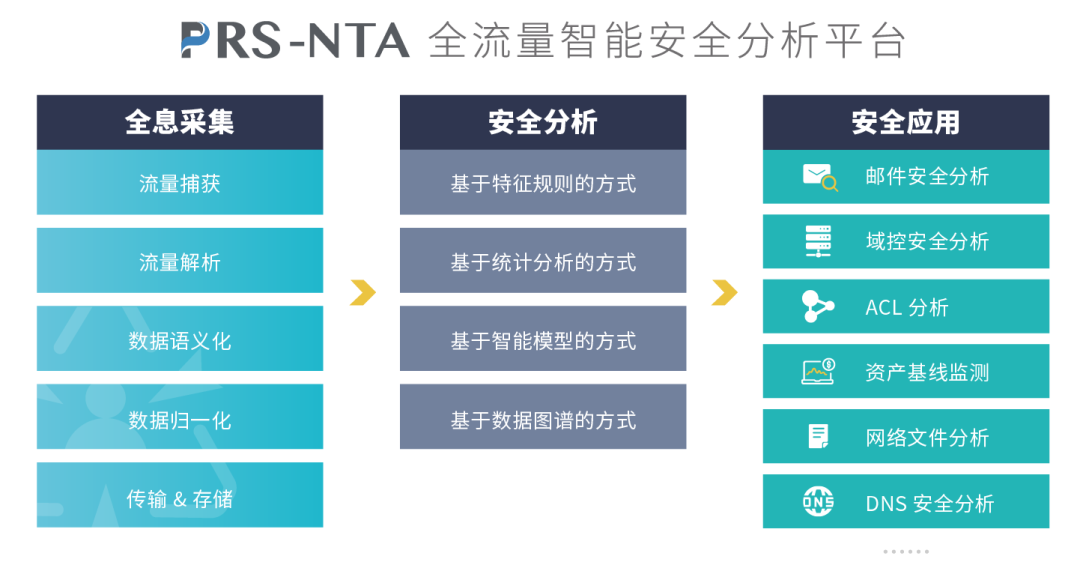 PRS-NTA 全流量智能安全分析平台
全息采集
流量捕获
流量解析
数据语义化
数据归一化
传输 & 存储
安全分析
基于特征规则的方式
基于统计分析的方式
基于智能模型的方式
基于数据图谱的方式
安全应用
邮件安全分析
域控安全分析
ACL 分析
资产基线监测
网络文件分析
DNS
DNS 安全分析
······